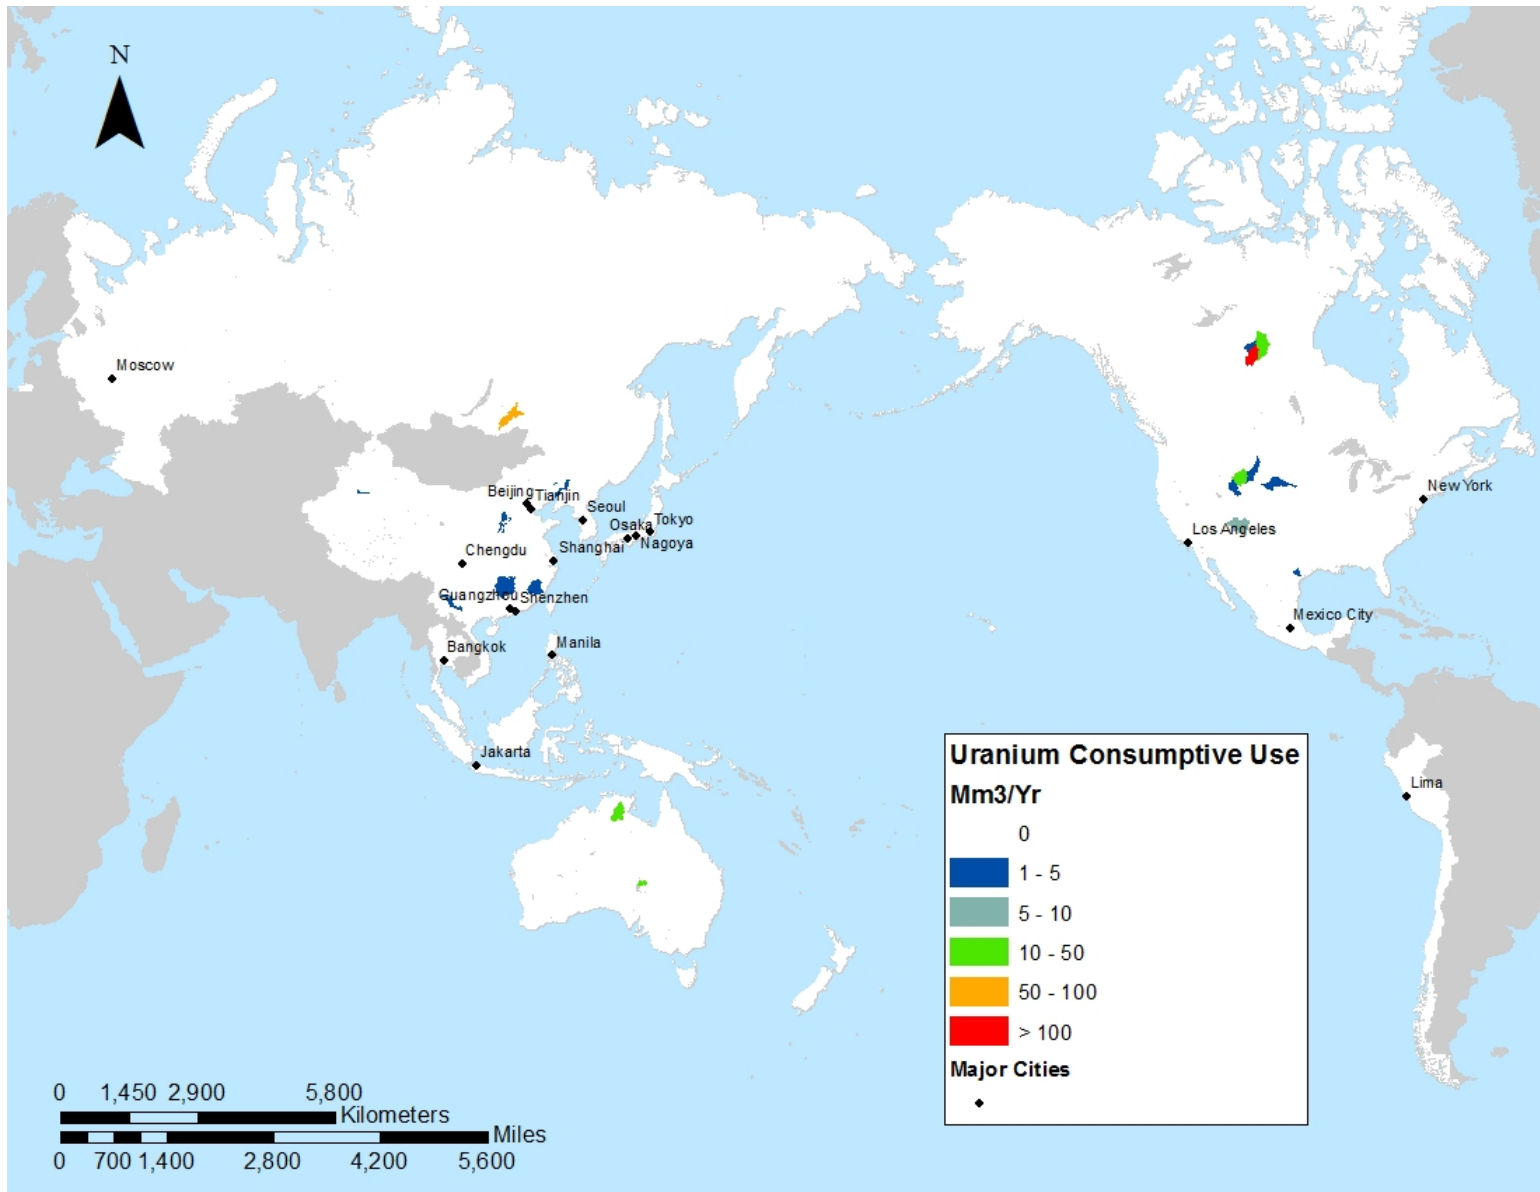 N
Moscow
Beijing
Tianjin
Seoul
Osaka
Tokyo
Nagoya
Chengdu
Shanghai
Guangzhou
Shenzhen
Bangkok
Manila
Jakarta
New York
Los Angeles
Mexico City
Lima
Uranium Consumptive Use
Mm3/Yr
0
1 - 5
5 - 10
10 - 50
50 - 100
> 100
Major Cities
0 1,450 2,900 5,800
Kilometers
Miles
0 700 1,400 2,800 4,200 5,600